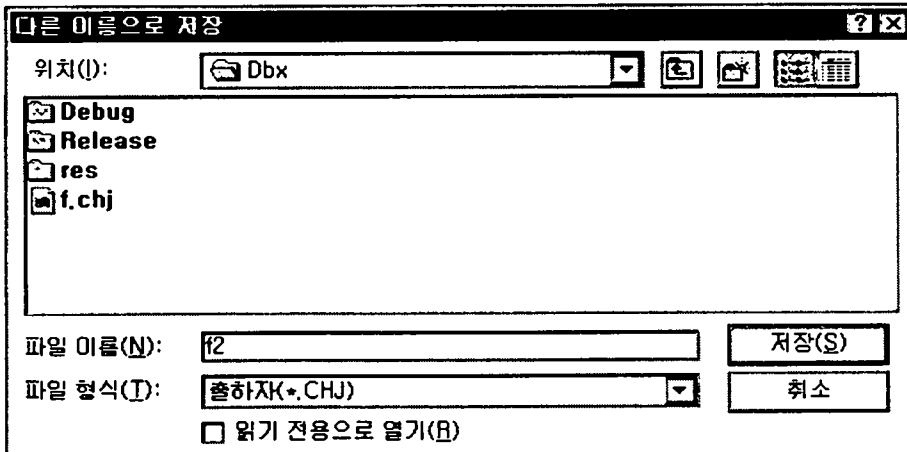 다른 이름으로 저장
위치(I): Dbx
Debug
Release
res
f.chj
파일 이름(N): f2 저장(S)
파일 형식(T): 출하자(*.CHJ) 취소
읽기 전용으로 열기(R)